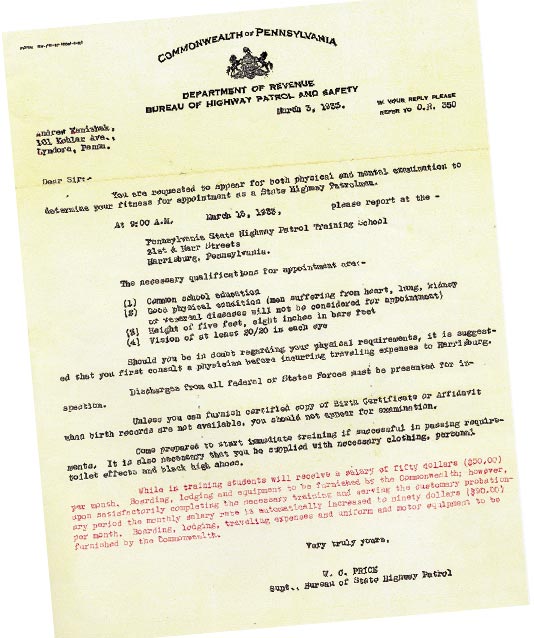 COMMONWEALTH OF PENNSYLVANIA
DEPARTMENT OF REVENUE
BUREAU OF HIGHWAY PATROL AND SAFETY
March 3, 1933.
IN YOUR REPLY PLEASE
REFER TO O.R. 350
Andrew
101 Kohlar Ave.,
Lyndora, Penna.
Dear Sir:-
You are requested to appear for both physical and mental examination to
determine your fitness for appointment as a State Highway Patrolman.
At 9:00 A.M. March 15, 1933, please report at the -
Pennsylvania State Highway Patrol Training School
21st & Herr Streets
Harrisburg, Pennsylvania.
The necessary qualifications for appointment are:-
(1) Common school education
(2) Good physical condition (men suffering from heart, lung, kidney
or venereal diseases will not be considered for appointment)
(3) Height of five feet, eight inches in bare feet
(4) Vision of at least 20/20 in each eye
Should you be in doubt regarding your physical requirements, it is suggest-
ed that you first consult a physician before incurring traveling expenses to Harrisburg.
Discharges from all federal or States Forces must be presented for in-
spection.
Unless you can furnish certified copy of Birth Certificate or Affidavit
that birth records are not available, you should not appear for examination.
Come prepared to start immediate training if successful in passing require-
ments. It is also necessary that you be supplied with necessary clothing, personal
toilet effects and black high shoes.
While in training students will receive a salary of fifty dollars ($50.00)
per month. Boarding, lodging and equipment to be furnished by the Commonwealth; however,
upon satisfactorily completing the necessary training and serving the customary probation-
ary period the monthly salary rate is automatically increased to ninety dollars ($90.00)
per month. Boarding, lodging, traveling expenses and uniform and motor equipment to be
furnished by the Commonwealth.
Very truly yours,
W. C. PRICE
Supt., Bureau of State Highway Patrol